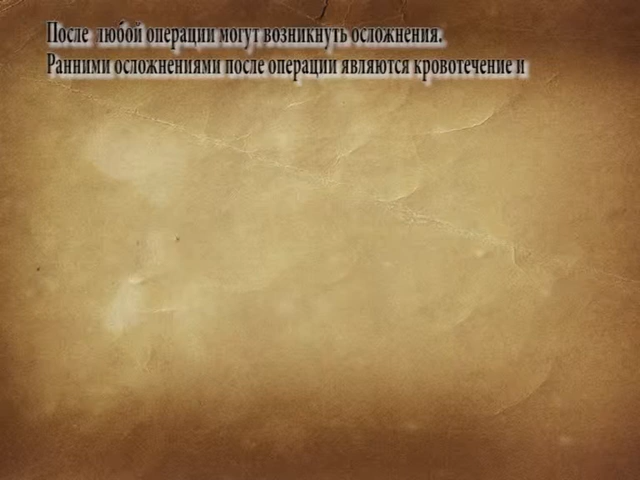 После любой операции могут возникнуть осложнения.
Ранними осложнениями после операции являются кровотечение и